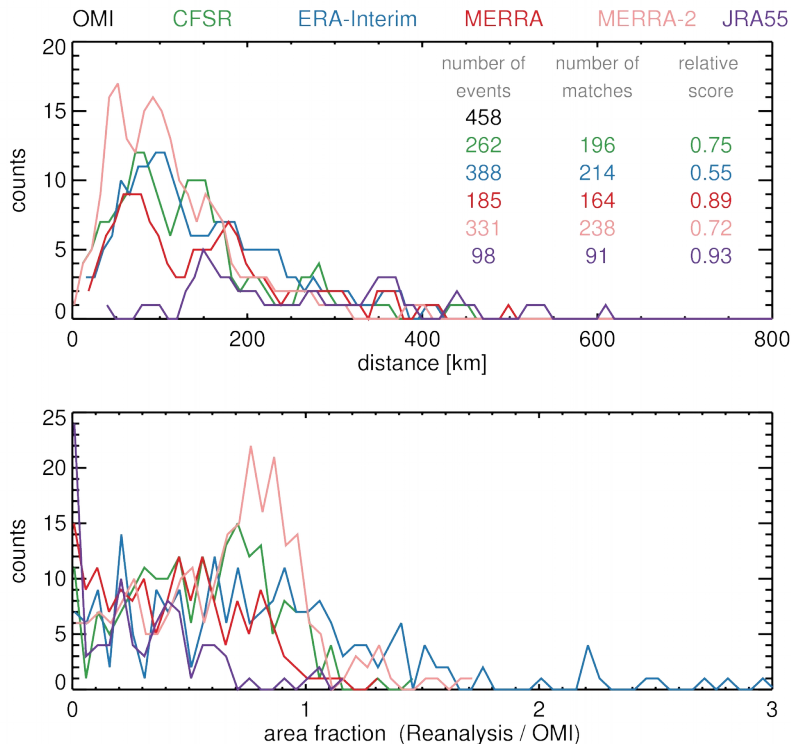 OMI CFSR ERA-Interim MERRA MERRA-2 JRA55
20
15
10
5
0
counts
number of number of relative
events matches score
458
262 196 0.75
388 214 0.55
185 164 0.89
331 238 0.72
98 91 0.93
0 200 400 600 800
distance [km]
25
20
15
10
5
0
counts
0 1 2 3
area fraction (Reanalysis / OMI)